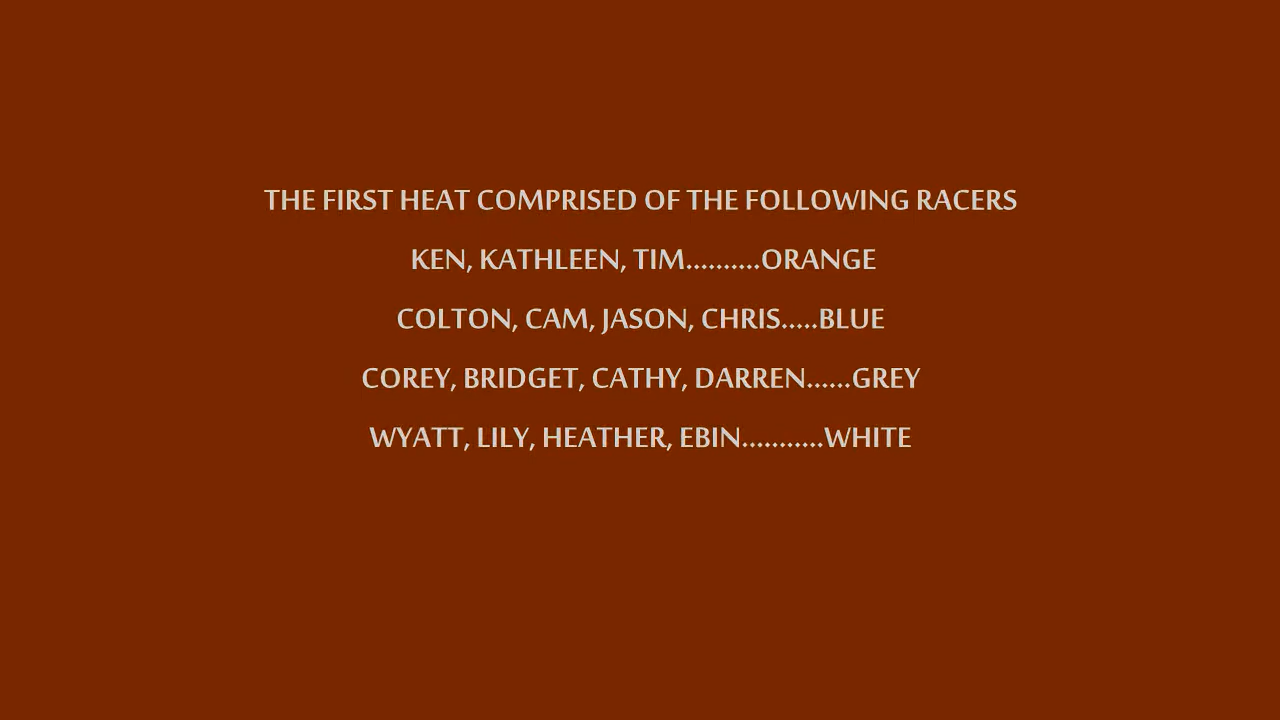 THE FIRST HEAT COMPRISED OF THE FOLLOWING RACERS
KEN, KATHLEEN, TIM..........ORANGE
COLTON, CAM, JASON, CHRIS.....BLUE
COREY, BRIDGET, CATHY, DARREN......GREY
WYATT, LILY, HEATHER, EBIN...........WHITE